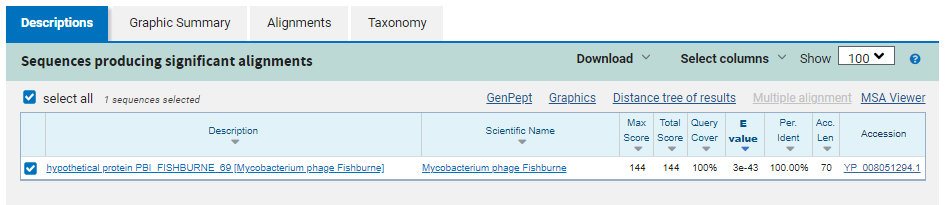 Descriptions Graphic Summary Alignments Taxonomy
Sequences producing significant alignments Download Select columns Show 100 ?
select all 1 sequences selected GenPept Graphics Distance tree of results Multiple alignment MSA Viewer
Description Scientific Name Max Score Total Score Query Cover E value Per. Ident Acc. Len Accession
hypothetical protein PBI_FISHBURNE_69 [Mycobacterium phage Fishburne] Mycobacterium phage Fishburne 144 144 100% 3e-43 100.00% 70 YP_008051294.1